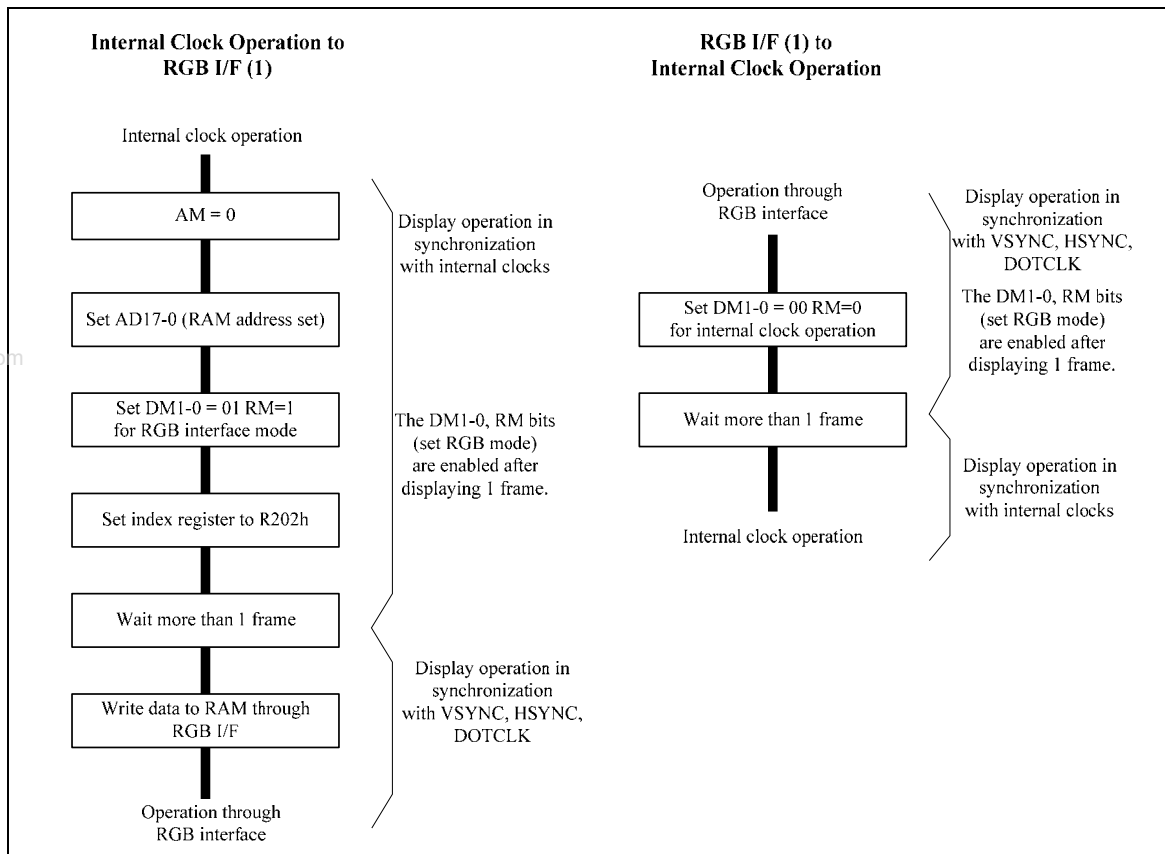 Internal Clock Operation to
RGB I/F (1)
Internal clock operation
AM = 0
Set AD17-0 (RAM address set)
Set DM1-0 = 01 RM=1
for RGB interface mode
Set index register to R202h
Wait more than 1 frame
Write data to RAM through
RGB I/F
Operation through
RGB interface
Display operation in
synchronization
with internal clocks
The DM1-0, RM bits
(set RGB mode)
are enabled after
displaying 1 frame.
Display operation in
synchronization
with VSYNC, HSYNC,
DOTCLK
RGB I/F (1) to
Internal Clock Operation
Operation through
RGB interface
Set DM1-0 = 00 RM=0
for internal clock operation
Wait more than 1 frame
Internal clock operation
Display operation in
synchronization
with VSYNC, HSYNC,
DOTCLK
The DM1-0, RM bits
(set RGB mode)
are enabled after
displaying 1 frame.
Display operation in
synchronization
with internal clocks
om